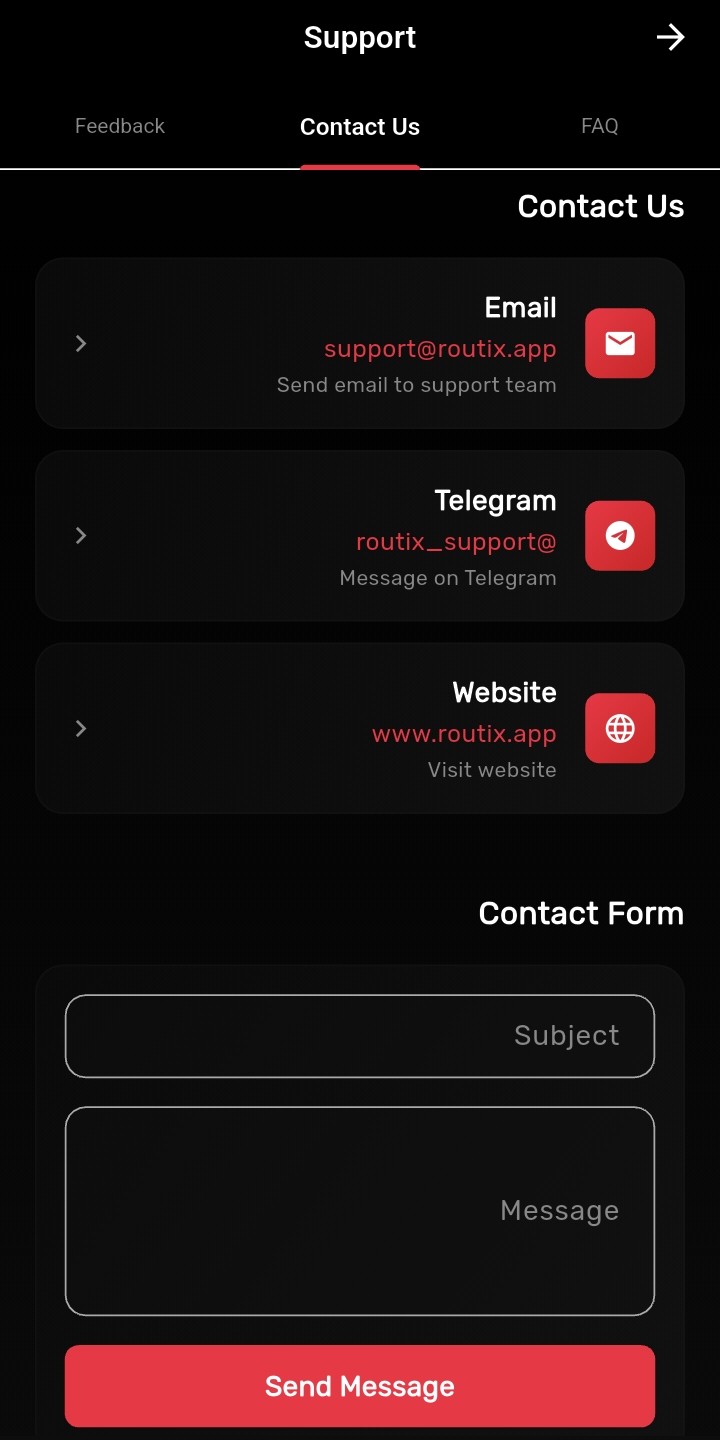 Support
Feedback
Contact Us
FAQ
Contact Us
Email
support@routix.app
Send email to support team
Telegram
routix_support@
Message on Telegram
Website
www.routix.app
Visit website
Contact Form
Subject
Message
Send Message